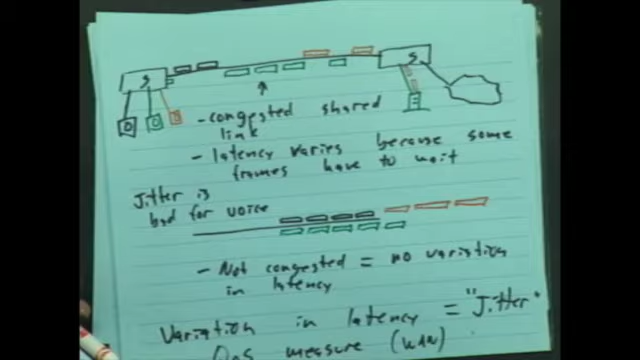 S
S
- congested shared
link
- latency varies because some
frames have to wait
Jitter is
bad for voice
- Not congested = no variation
in latency
Variation in latency = "Jitter"
QoS measure (WAN)